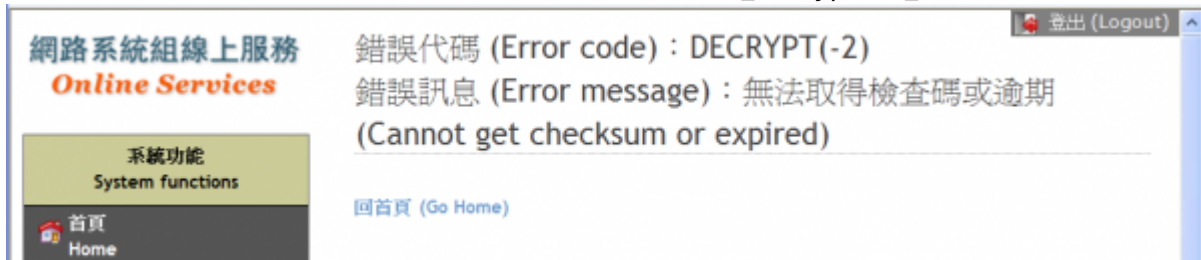 登出 (Logout)
網路系統組線上服務
Online Services
系統功能
System functions
首頁
Home
錯誤代碼 (Error code)：DECRYPT(-2)
錯誤訊息 (Error message)：無法取得檢查碼或逾期
(Cannot get checksum or expired)
回首頁 (Go Home)